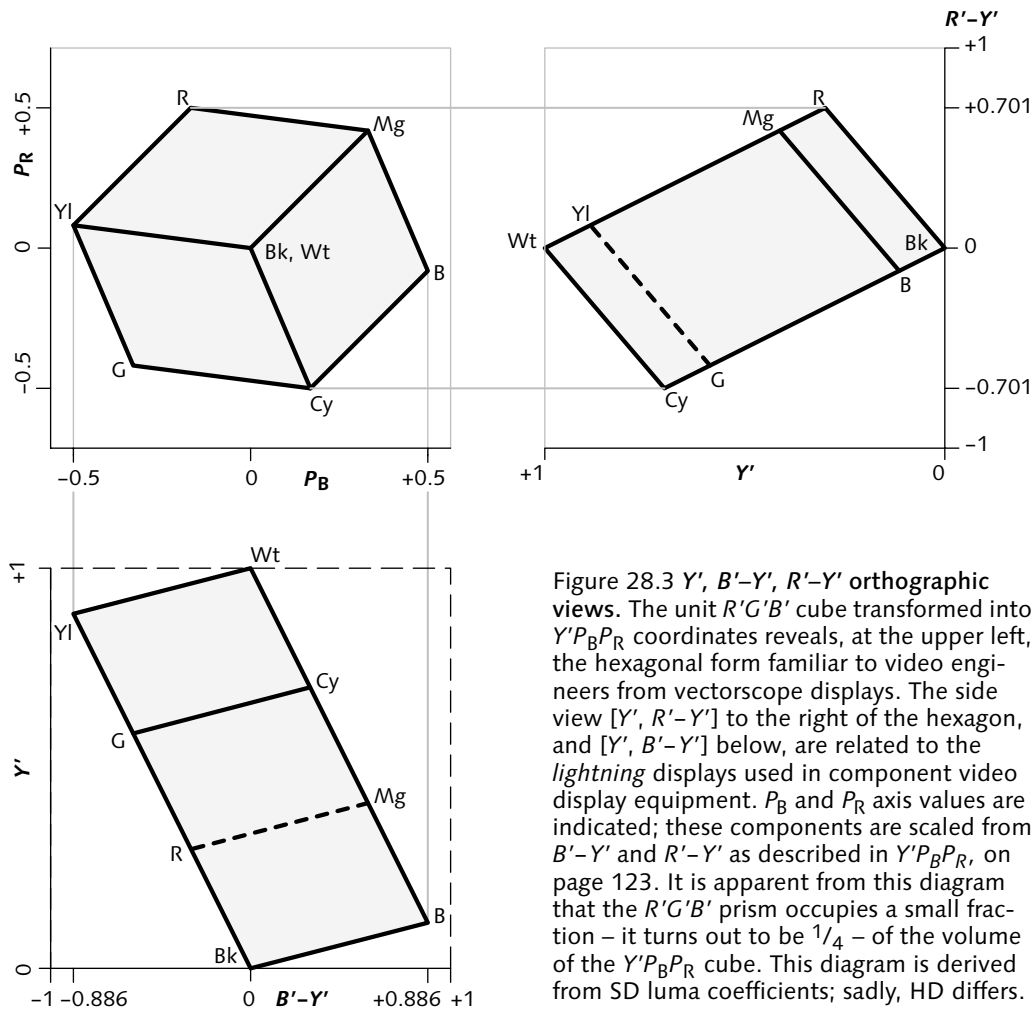 R'–Y'
+1
R
R
+0.5
+0.701
Mg
Mg
PR
Yl
Yl
0
Bk, Wt
Wt
Bk
0
B
B
G
G
–0.5
–0.701
Cy
Cy
–1
–0.5
0
PB
+0.5
+1
Y'
0
+1
Wt
Yl
Cy
G
Y'
Mg
R
B
Bk
0
–1
–0.886
0
B'–Y'
+0.886
+1
Figure 28.3 Y', B'–Y', R'–Y' orthographic
views. The unit R'G'B' cube transformed into
Y'PBPR coordinates reveals, at the upper left,
the hexagonal form familiar to video engi-
neers from vectorscope displays. The side
view [Y', R'–Y'] to the right of the hexagon,
and [Y', B'–Y'] below, are related to the
lightning displays used in component video
display equipment. PB and PR axis values are
indicated; these components are scaled from
B'–Y' and R'–Y' as described in Y'PBPR, on
page 123. It is apparent from this diagram
that the R'G'B' prism occupies a small frac-
tion – it turns out to be 1/4 – of the volume
of the Y'PBPR cube. This diagram is derived
from SD luma coefficients; sadly, HD differs.